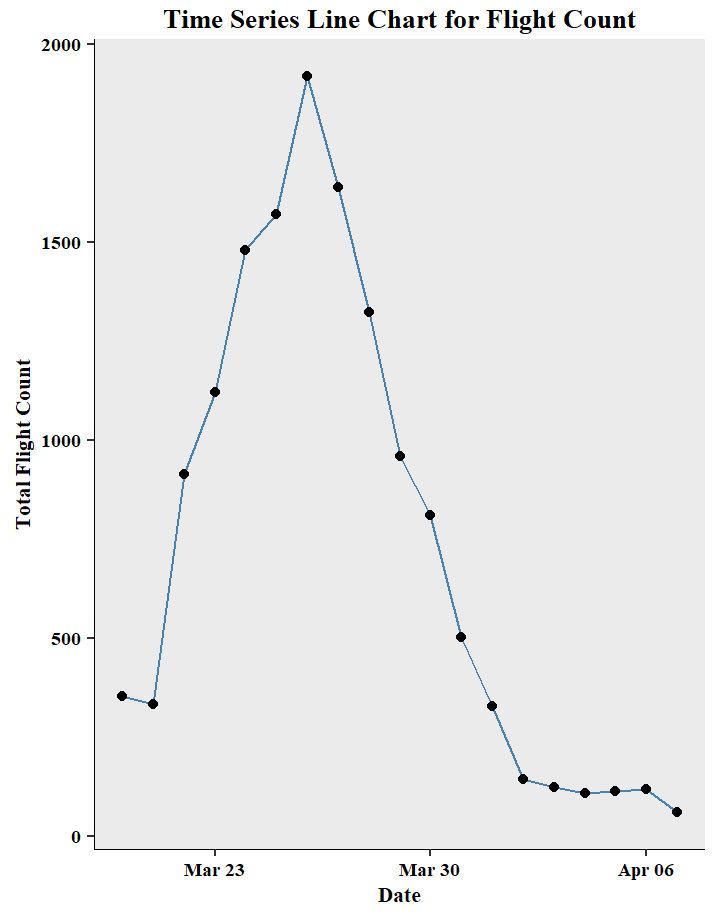 Time Series Line Chart for Flight Count
Total Flight Count
2000
1500
1000
500
0
Mar 23 Mar 30 Apr 06
Date